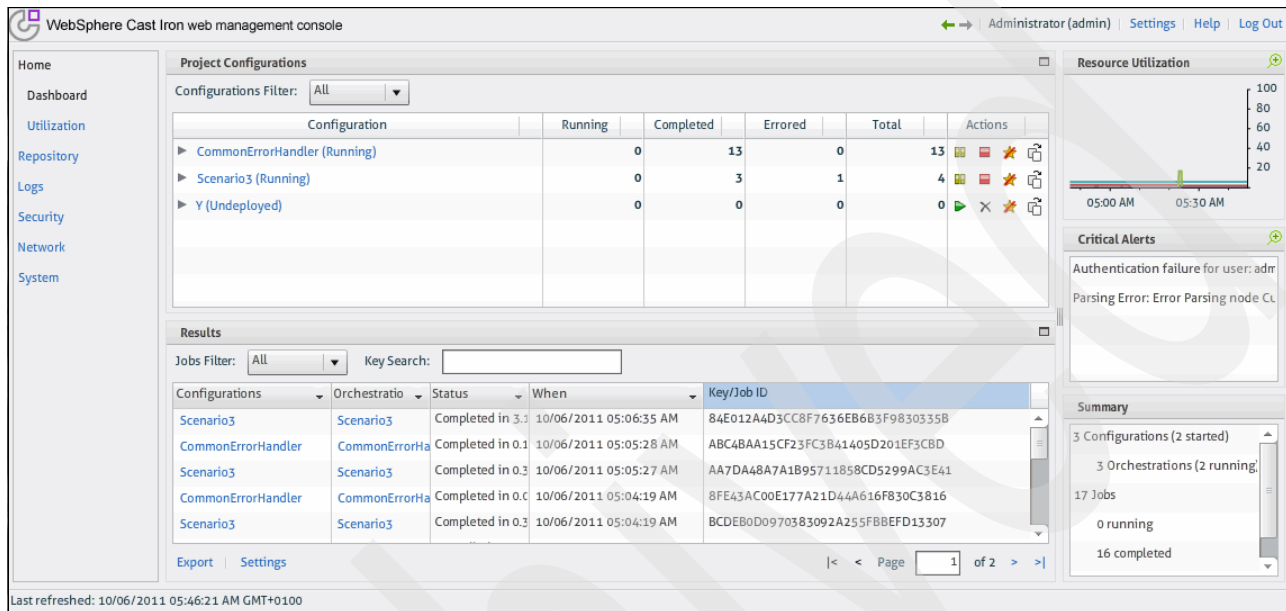 WebSphere Cast Iron web management console
Administrator (admin) | Settings | Help | Log Out
Home
Dashboard
Utilization
Repository
Logs
Security
Network
System
Project Configurations
Configurations Filter: All
Configuration Running Completed Errored Total Actions
CommonErrorHandler (Running) 0 13 0 13
Scenario3 (Running) 0 3 1 4
Y (Undeployed) 0 0 0 0
Results
Jobs Filter: All Key Search:
Configurations Orchestratio Status When Key/Job ID
Scenario3 Scenario3 Completed in 3.1 10/06/2011 05:06:35 AM 84E012A4D3CC8F7636EB6B3F9830335B
CommonErrorHandler CommonErrorHa Completed in 0.1 10/06/2011 05:05:28 AM ABC4BAA15CF23FC3B41405D201EF3CBD
Scenario3 Scenario3 Completed in 0.3 10/06/2011 05:05:27 AM AA7DA48A7A1B95711858CD5299AC3E41
CommonErrorHandler CommonErrorHa Completed in 0.0 10/06/2011 05:04:19 AM 8FE43AC00E177A21D44A616F830C3816
Scenario3 Scenario3 Completed in 0.3 10/06/2011 05:04:19 AM BCDEB0D0970383092A255FBBEFD13307
Export | Settings
|< < Page 1 of 2 > >|
Resource Utilization
100
80
60
40
20
05:00 AM 05:30 AM
Critical Alerts
Authentication failure for user: adm
Parsing Error: Error Parsing node Cu
Summary
3 Configurations (2 started)
3 Orchestrations (2 running)
17 Jobs
0 running
16 completed
Last refreshed: 10/06/2011 05:46:21 AM GMT+0100